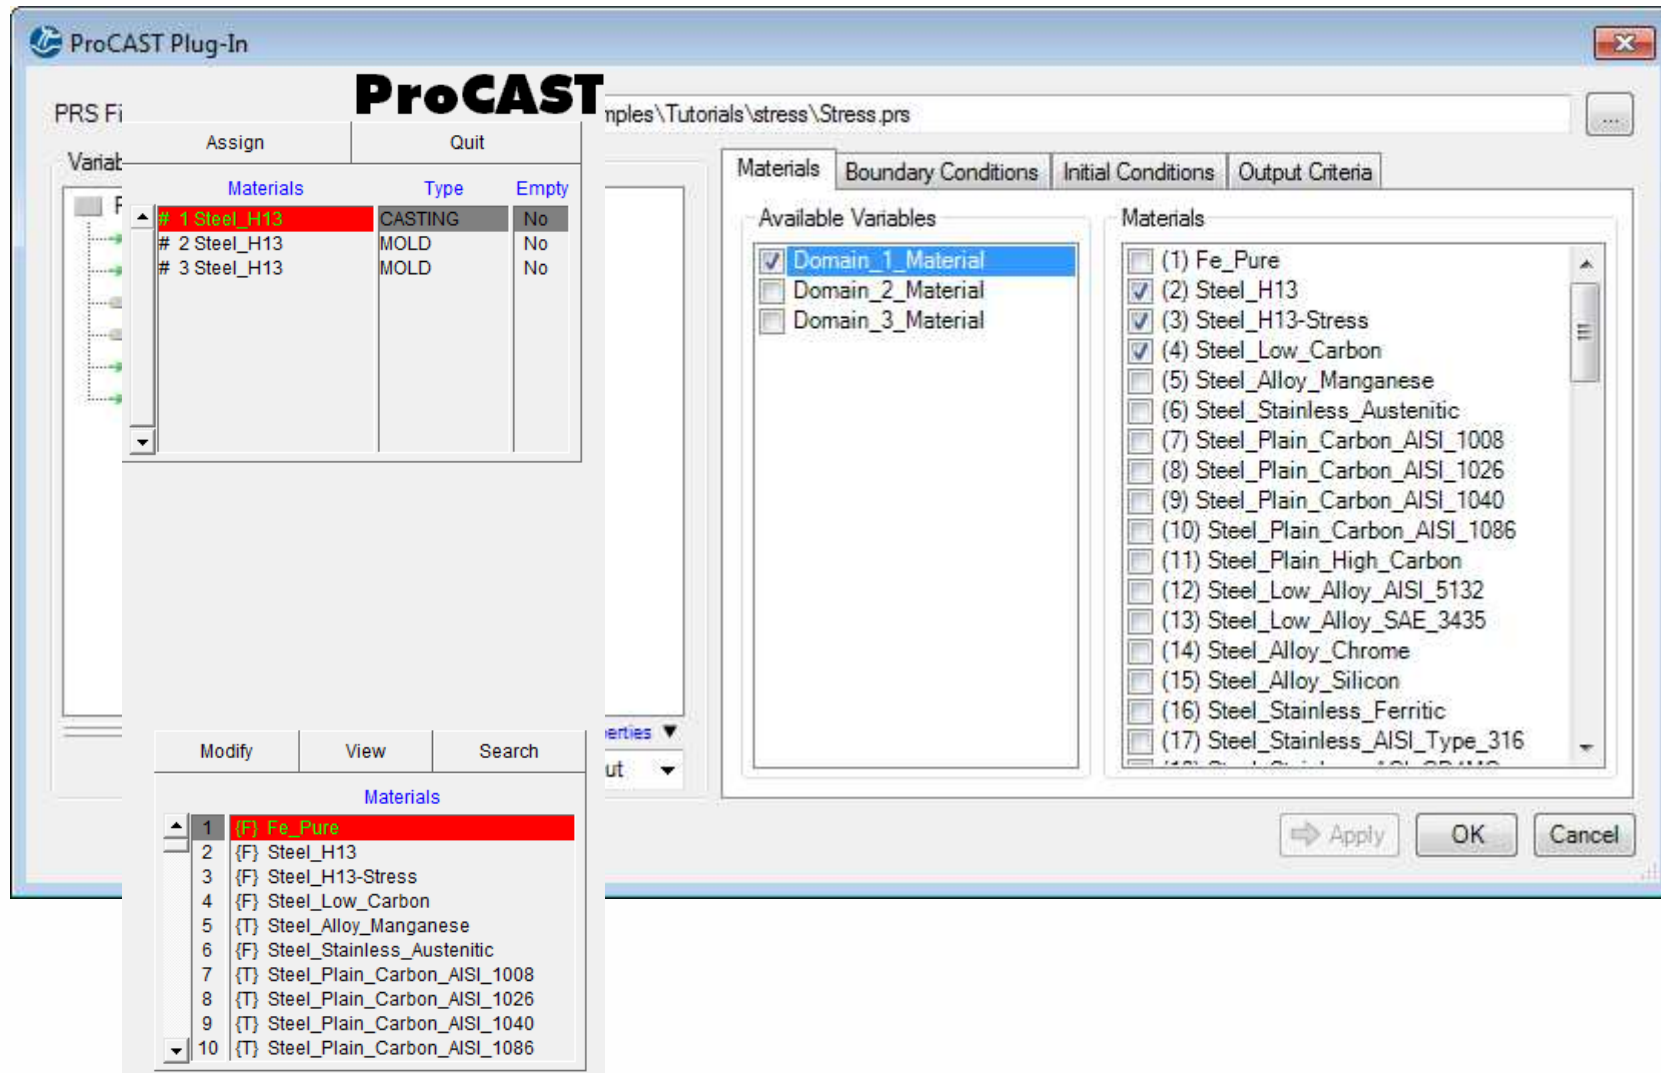 ProCAST Plug-In
PRS Fi
ProCAST
mples\Tutorials\stress\Stress.prs
...
Assign Quit
Variab
Materials Type Empty
# 1 Steel_H13 CASTING No
# 2 Steel_H13 MOLD No
# 3 Steel_H13 MOLD No
Materials Boundary Conditions Initial Conditions Output Criteria
Available Variables
Domain_1_Material
Domain_2_Material
Domain_3_Material
Materials
(1) Fe_Pure
(2) Steel_H13
(3) Steel_H13-Stress
(4) Steel_Low_Carbon
(5) Steel_Alloy_Manganese
(6) Steel_Stainless_Austenitic
(7) Steel_Plain_Carbon_AISI_1008
(8) Steel_Plain_Carbon_AISI_1026
(9) Steel_Plain_Carbon_AISI_1040
(10) Steel_Plain_Carbon_AISI_1086
(11) Steel_Plain_High_Carbon
(12) Steel_Low_Alloy_AISI_5132
(13) Steel_Low_Alloy_SAE_3435
(14) Steel_Alloy_Chrome
(15) Steel_Alloy_Silicon
(16) Steel_Stainless_Ferritic
(17) Steel_Stainless_AISI_Type_316
erties
ut
Modify View Search
Materials
1 {F} Fe_Pure
2 {F} Steel_H13
3 {F} Steel_H13-Stress
4 {F} Steel_Low_Carbon
5 {T} Steel_Alloy_Manganese
6 {F} Steel_Stainless_Austenitic
7 {T} Steel_Plain_Carbon_AISI_1008
8 {T} Steel_Plain_Carbon_AISI_1026
9 {T} Steel_Plain_Carbon_AISI_1040
10 {T} Steel_Plain_Carbon_AISI_1086
Apply OK Cancel